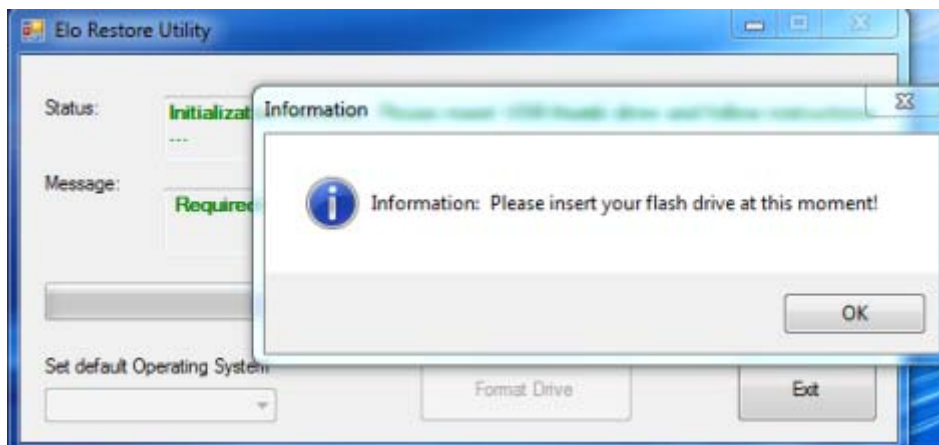 Elo Restore Utility
Status:
Initializat
---
Information
Message:
Required
Information: Please insert your flash drive at this moment!
OK
Set default Operating System
Format Drive
Exit